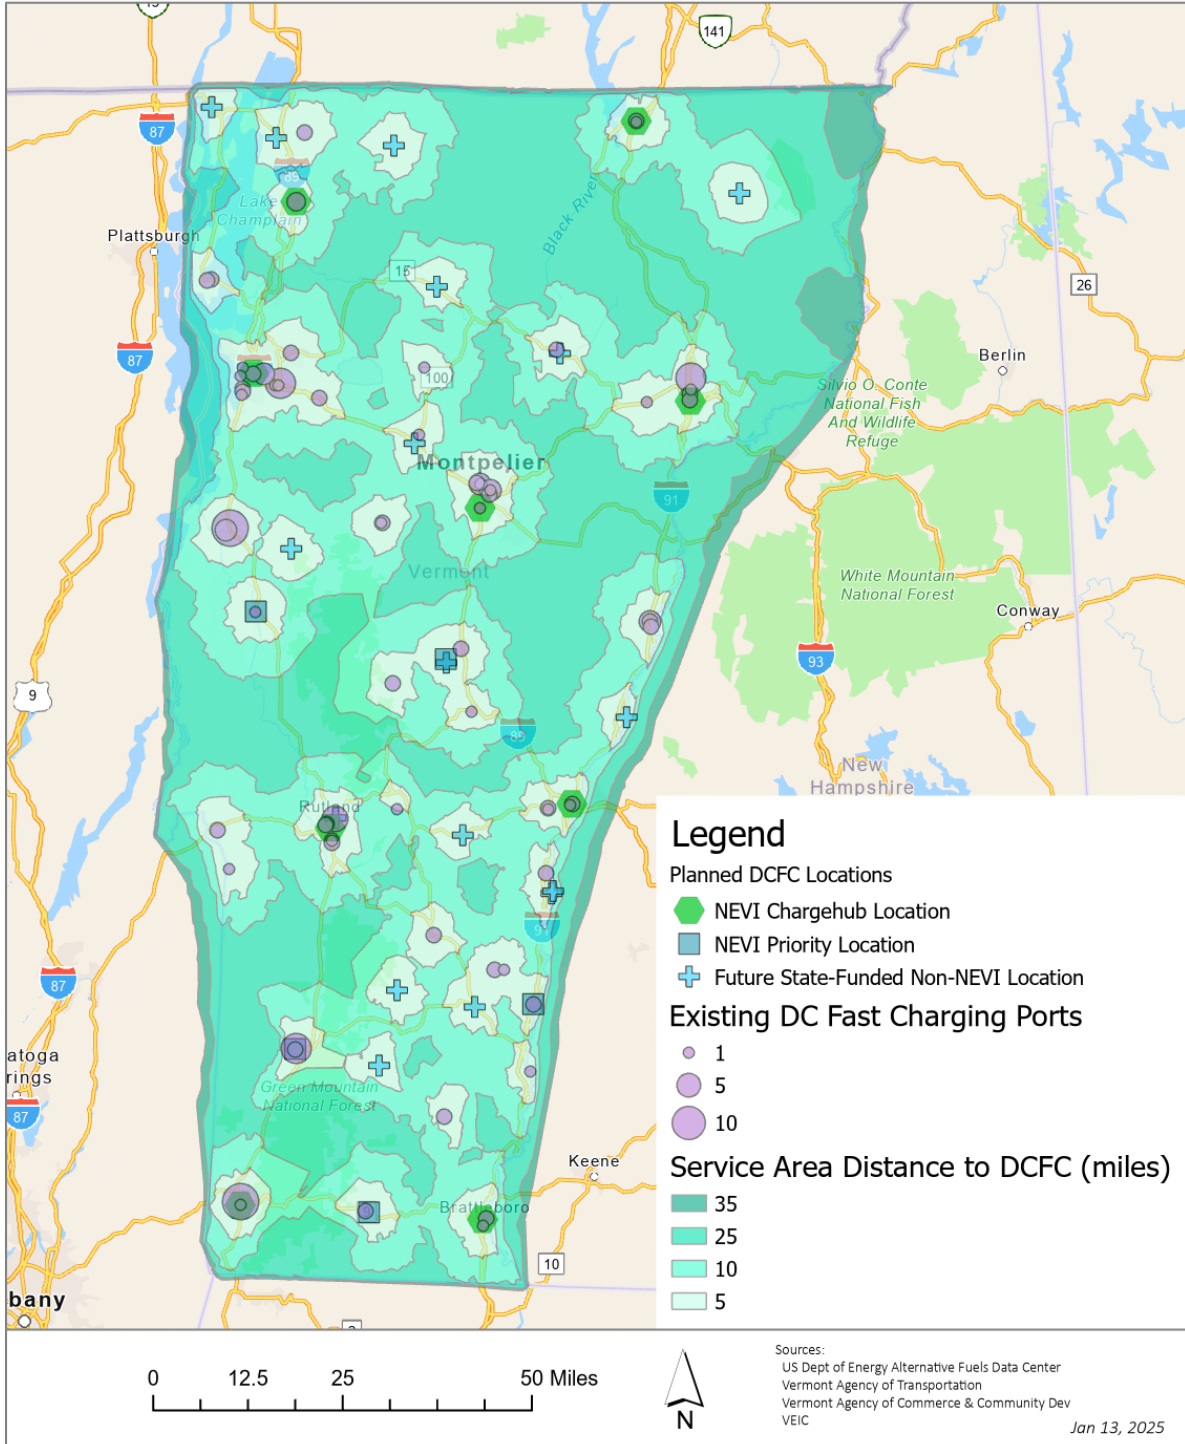 141
87
89
Lake
Champlain
Black River
Plattsburgh
15
26
87
Berlin
100
Silvio O. Conte
National Fish
And Wildlife
Refuge
Montpelier
91
Vermont
White Mountain
National Forest
Conway
93
9
89
New
Hampshire
Rutland
91
87
atoga
rings
87
Green Mountain
National Forest
Keene
Brattleboro
10
bany
Legend
Planned DCFC Locations
NEVI Chargehub Location
NEVI Priority Location
Future State-Funded Non-NEVI Location
Existing DC Fast Charging Ports
1
5
10
Service Area Distance to DCFC (miles)
35
25
10
5
0 12.5 25 50 Miles
N
Sources:
US Dept of Energy Alternative Fuels Data Center
Vermont Agency of Transportation
Vermont Agency of Commerce & Community Dev
VEIC
Jan 13, 2025